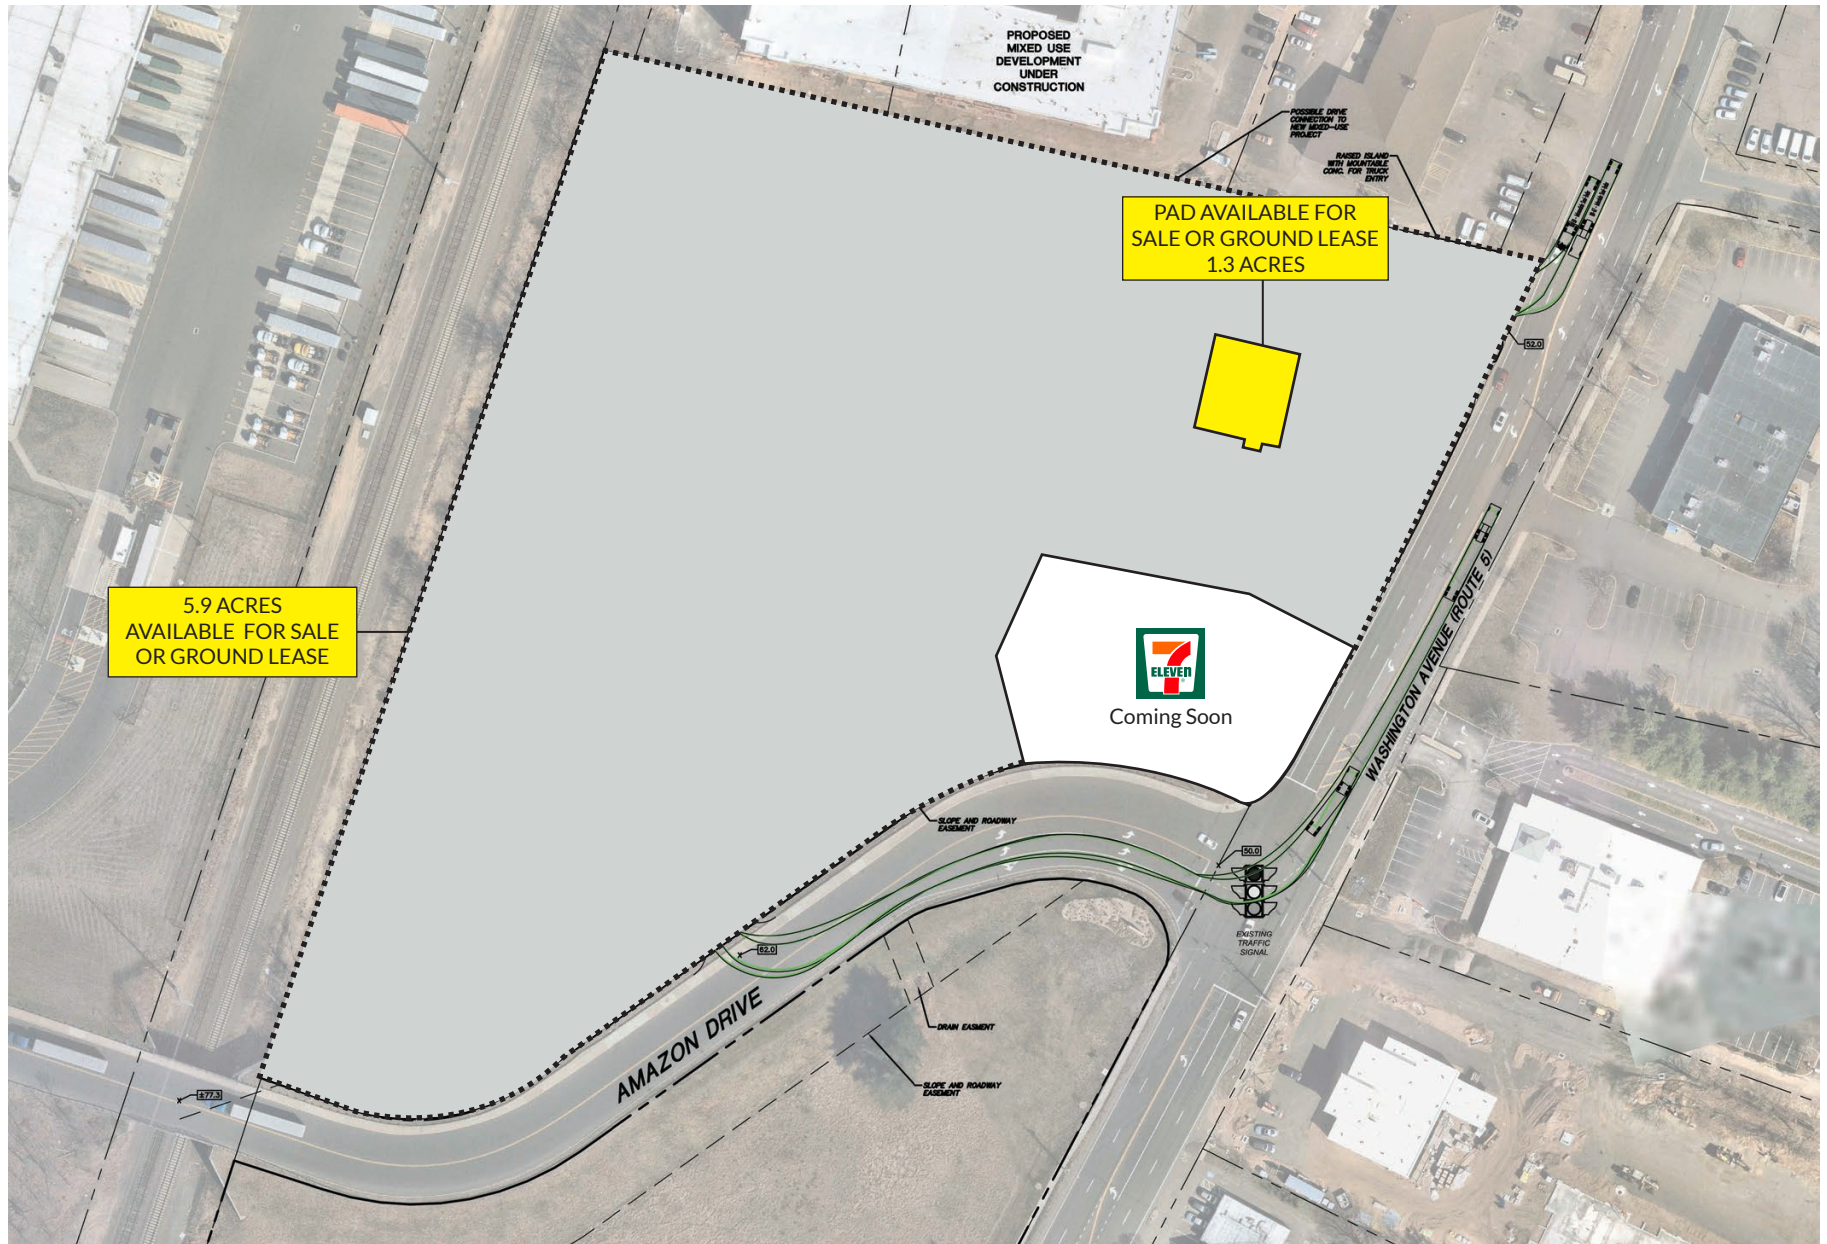 PROPOSED
MIXED USE
DEVELOPMENT
UNDER
CONSTRUCTION
POSSIBLE DRIVE
CONNECTION TO
NEW MIXED-USE
PROJECT
RAISED ISLAND
WITH MOUNTABLE
CONC. FOR TRUCK
ENTRY
PAD AVAILABLE FOR
SALE OR GROUND LEASE
1.3 ACRES
52.0
5.9 ACRES
AVAILABLE FOR SALE
OR GROUND LEASE
7
ELEVEN
®
Coming Soon
WASHINGTON AVENUE (ROUTE 5)
SLOPE AND ROADWAY
EASEMENT
50.0
EXISTING
TRAFFIC
SIGNAL
62.0
AMAZON DRIVE
DRAIN EASMENT
SLOPE AND ROADWAY
EASEMENT
±77.3